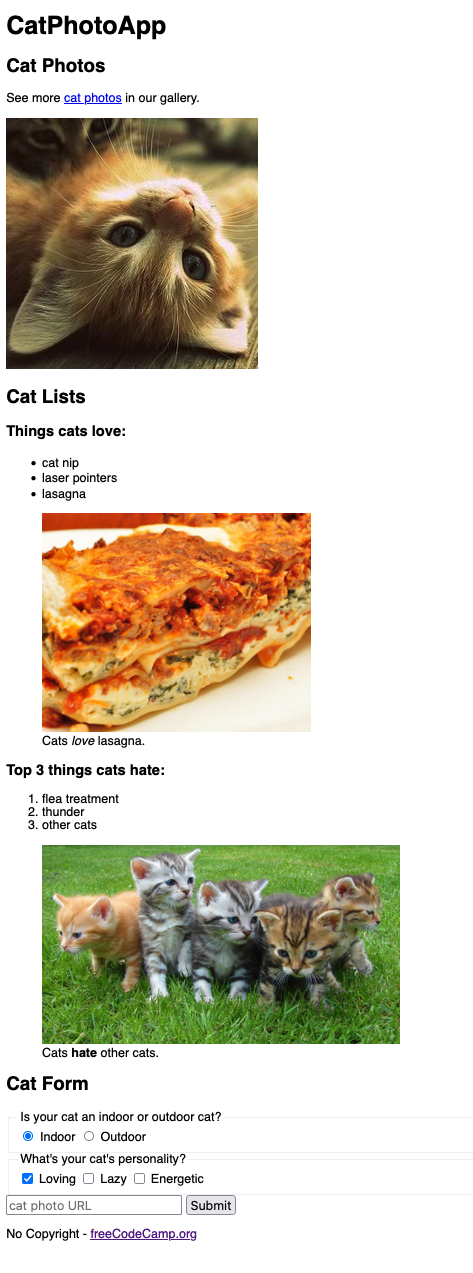 CatPhotoApp
Cat Photos
See more cat photos in our gallery.
Cat Lists
Things cats love:
cat nip
laser pointers
lasagna
Cats love lasagna.
Top 3 things cats hate:
1. flea treatment
2. thunder
3. other cats
Cats hate other cats.
Cat Form
Is your cat an indoor or outdoor cat?
Indoor Outdoor
What's your cat's personality?
Loving Lazy Energetic
cat photo URL Submit
No Copyright - freeCodeCamp.org